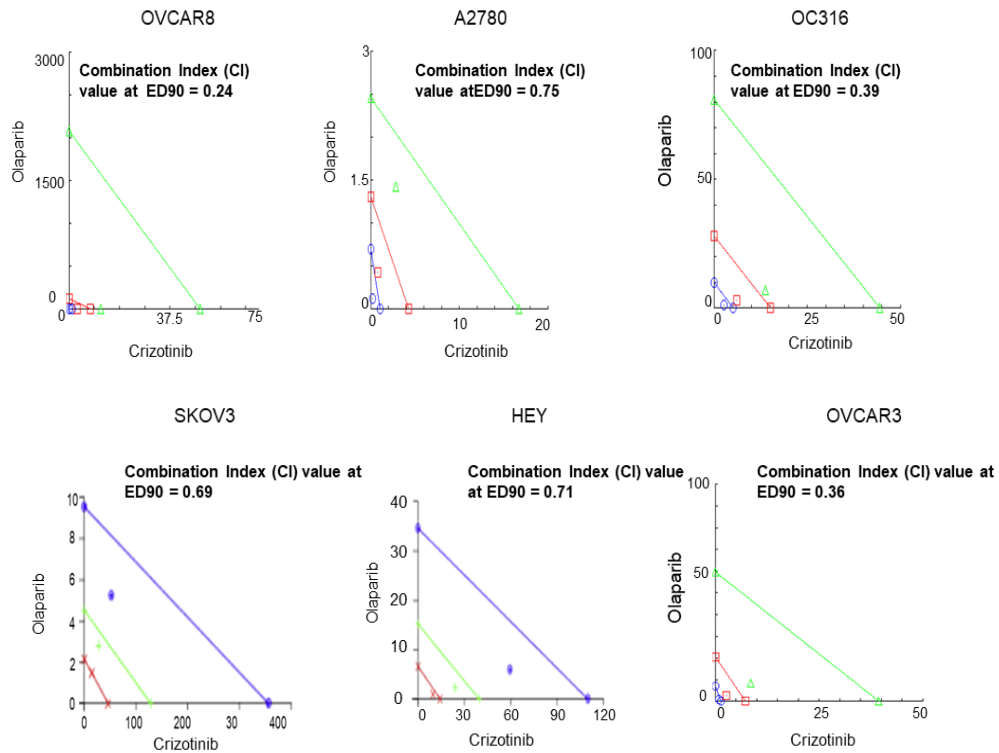 OVCAR8
A2780
OC316
3000
1500
0
0
37.5
75
Olaparib
Crizotinib
Combination Index (CI)
value at ED90 = 0.24
3
1.5
0
0
10
20
Olaparib
Crizotinib
Combination Index (CI)
value atED90 = 0.75
100
50
0
0
25
50
Olaparib
Crizotinib
Combination Index (CI)
value at ED90 = 0.39
SKOV3
HEY
OVCAR3
Combination Index (CI) value at
ED90 = 0.69
10
8
6
4
2
0
0
100
200
30
400
Olaparib
Crizotinib
Combination Index (CI) value
at ED90 = 0.71
40
30
20
10
0
0
30
60
90
120
Olaparib
Crizotinib
Combination Index (CI) value at
ED90 = 0.36
100
50
0
0
25
50
Olaparib
Crizotinib